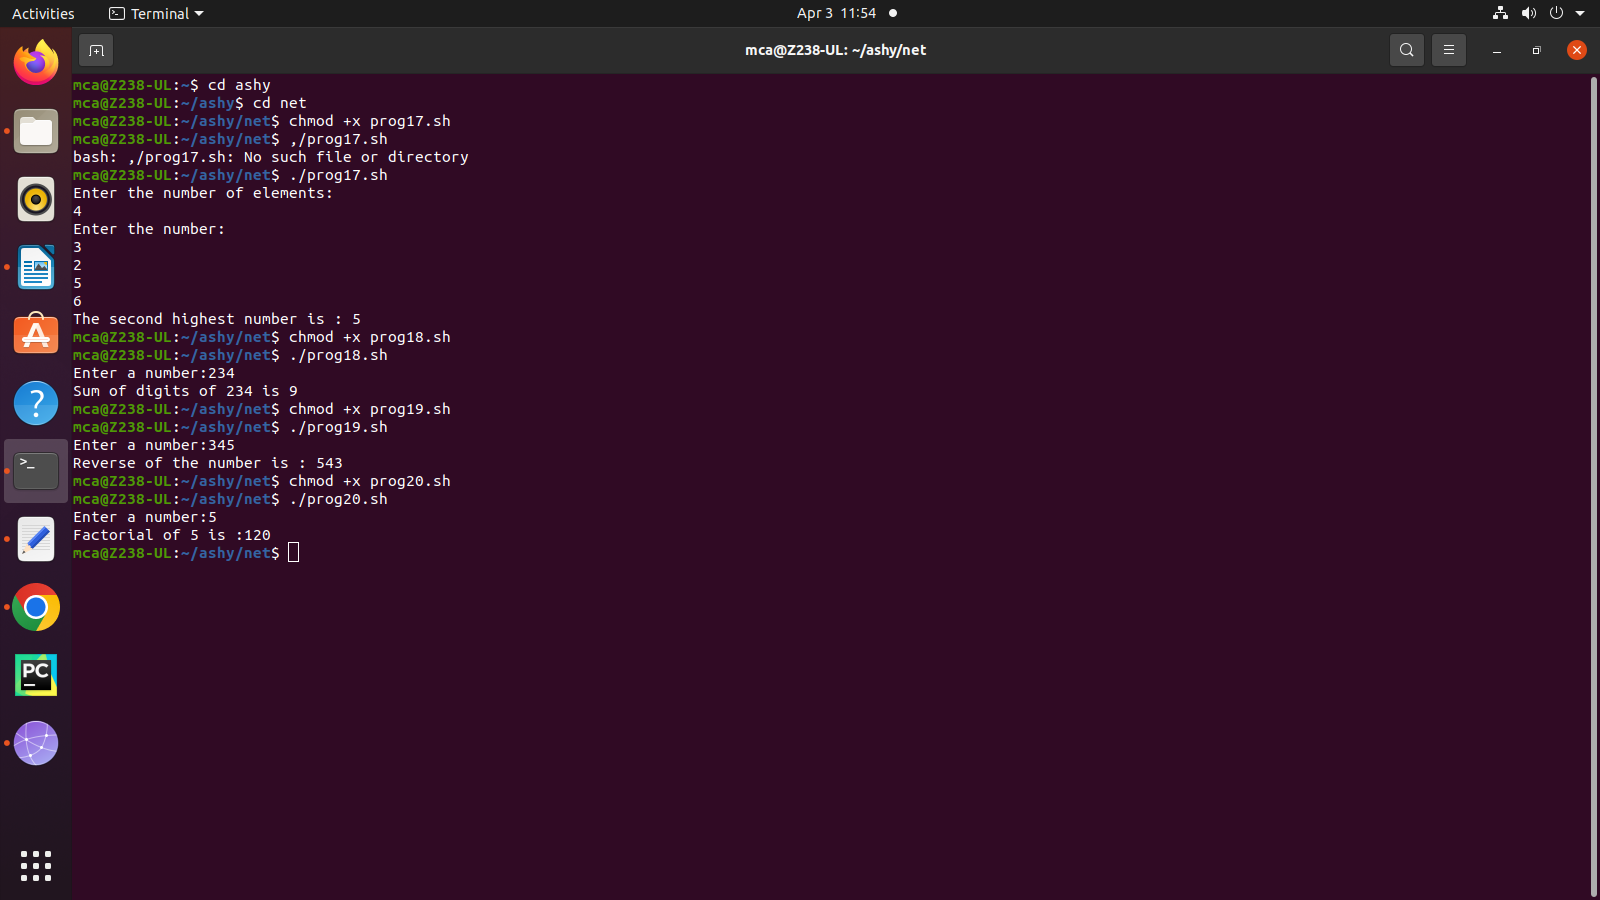 Activities Terminal Apr 3 11:54
mca@Z238-UL: ~/ashy/net
mca@Z238-UL:~$ cd ashy
mca@Z238-UL:~/ashy$ cd net
mca@Z238-UL:~/ashy/net$ chmod +x prog17.sh
mca@Z238-UL:~/ashy/net$ ,/prog17.sh
bash: ,/prog17.sh: No such file or directory
mca@Z238-UL:~/ashy/net$ ./prog17.sh
Enter the number of elements:
4
Enter the number:
3
2
5
6
The second highest number is : 5
mca@Z238-UL:~/ashy/net$ chmod +x prog18.sh
mca@Z238-UL:~/ashy/net$ ./prog18.sh
Enter a number:234
Sum of digits of 234 is 9
mca@Z238-UL:~/ashy/net$ chmod +x prog19.sh
mca@Z238-UL:~/ashy/net$ ./prog19.sh
Enter a number:345
Reverse of the number is : 543
mca@Z238-UL:~/ashy/net$ chmod +x prog20.sh
mca@Z238-UL:~/ashy/net$ ./prog20.sh
Enter a number:5
Factorial of 5 is :120
mca@Z238-UL:~/ashy/net$
PC